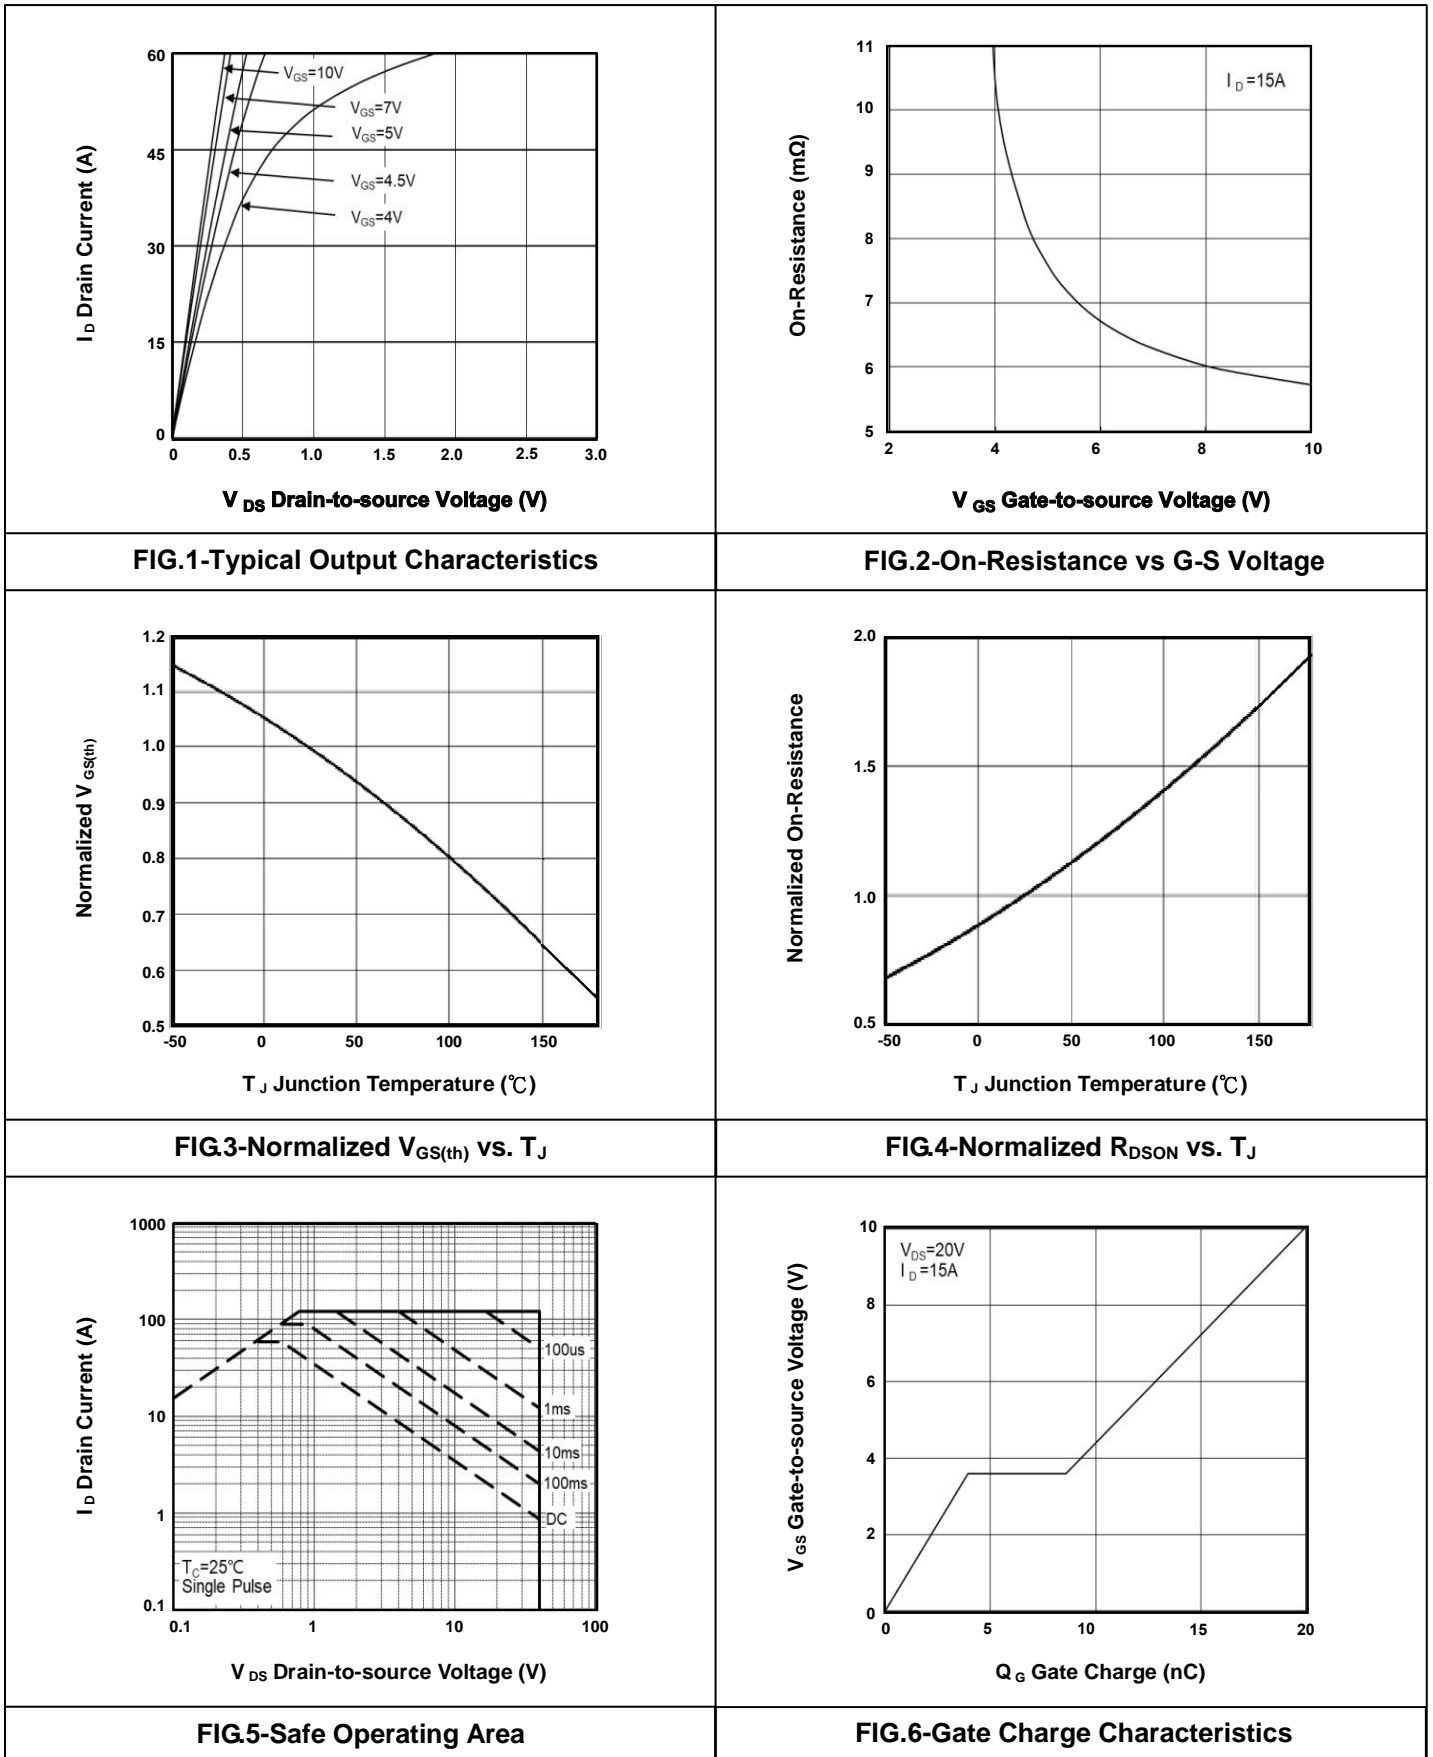 60
45
30
15
0
I D Drain Current (A)
VGS=10V
VGS=7V
VGS=5V
VGS=4.5V
VGS=4V
0 0.5 1.0 1.5 2.0 2.5 3.0
V DS Drain-to-source Voltage (V)
FIG.1-Typical Output Characteristics
11
10
9
8
7
6
5
On-Resistance (mΩ)
I D =15A
2 4 6 8 10
V GS Gate-to-source Voltage (V)
FIG.2-On-Resistance vs G-S Voltage
1.2
1.1
1.0
0.9
0.8
0.7
0.6
0.5
Normalized V GS(th)
-50 0 50 100 150
T J Junction Temperature (℃)
FIG.3-Normalized VGS(th) vs. TJ
2.0
1.5
1.0
0.5
Normalized On-Resistance
-50 0 50 100 150
T J Junction Temperature (℃)
FIG.4-Normalized RDSON vs. TJ
1000
100
10
1
0.1
I D Drain Current (A)
100us
1ms
10ms
100ms
DC
TC=25℃
Single Pulse
0.1 1 10 100
V DS Drain-to-source Voltage (V)
FIG.5-Safe Operating Area
10
8
6
4
2
0
V GS Gate-to-source Voltage (V)
VDS=20V
I D =15A
0 5 10 15 20
Q G Gate Charge (nC)
FIG.6-Gate Charge Characteristics